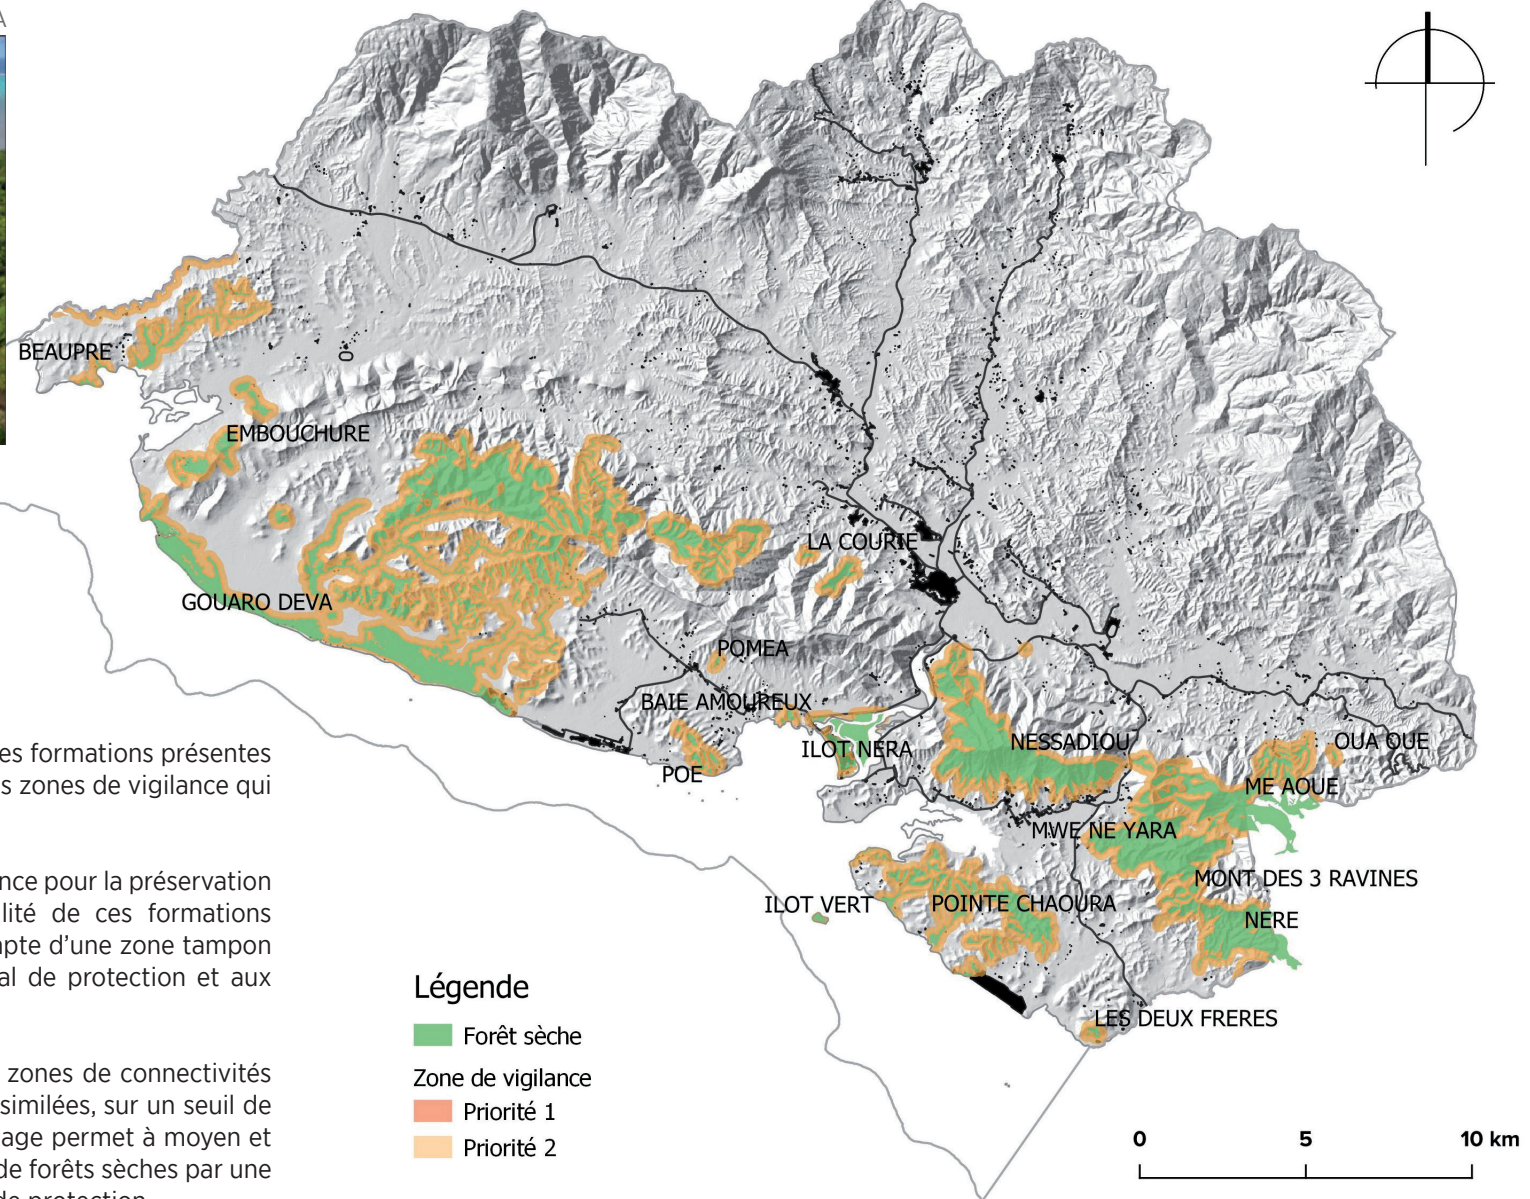 A
BEAUPRE
EMBOUCHURE
LA COURIE
GOUARO DEVA
POMEA
BAIE AMOUREUX
ILOT NERA
NESSADIOU
OUA OUE
POE
ME AOUE
MWE NE YARA
MONT DES 3 RAVINES
ILOT VERT
POINTE CHAOURA
NERE
LES DEUX FRERES
es formations présentes
s zones de vigilance qui
nce pour la préservation
lité de ces formations
mpte d'une zone tampon
al de protection et aux
zones de connectivités
similées, sur un seuil de
age permet à moyen et
de forêts sèches par une
de protection
Légende
Forêt sèche
Zone de vigilance
Priorité 1
Priorité 2
0 5 10 km